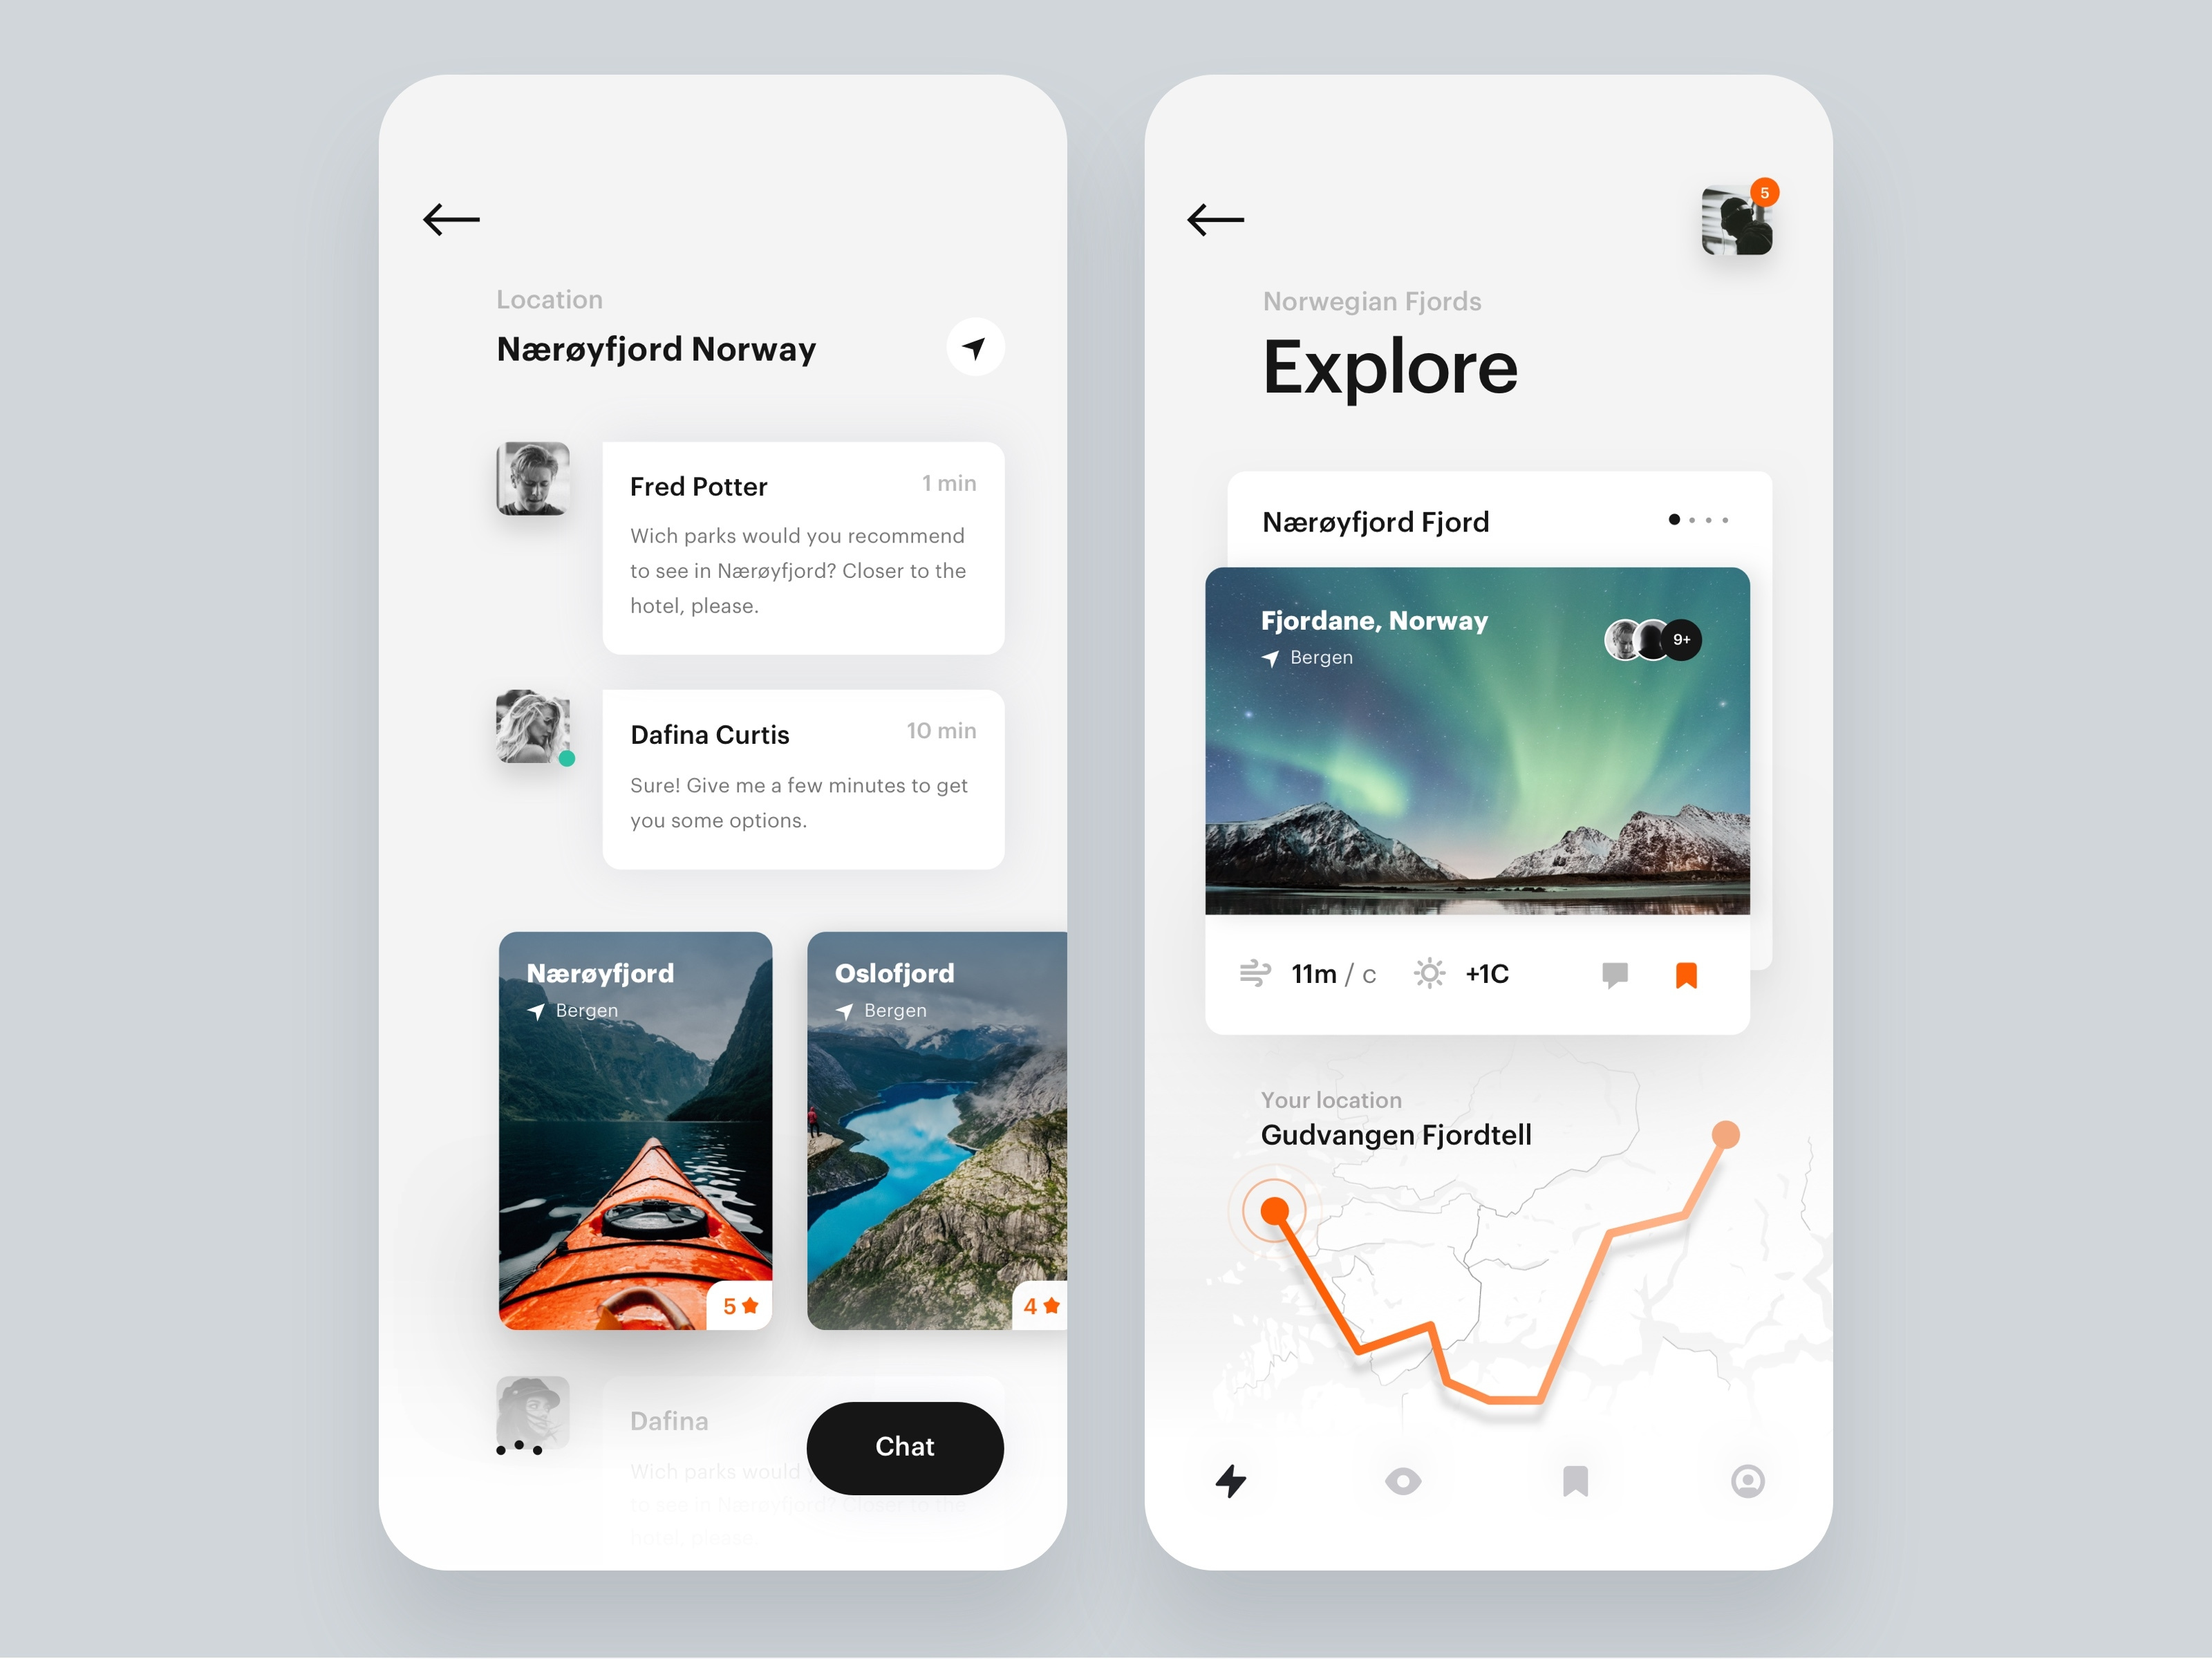 Location
Nærøyfjord Norway
Fred Potter
1 min
Wich parks would you recommend
to see in Nærøyfjord? Closer to the
hotel, please.
Dafina Curtis
10 min
Sure! Give me a few minutes to get
you some options.
Nærøyfjord
Bergen
5
Oslofjord
Bergen
4
Dafina
Wich parks would y
to see in Nærøyfjord? Closer to the
hotel, please
Chat
5
Norwegian Fjords
Explore
Nærøyfjord Fjord
Fjordane, Norway
Bergen
9+
11m / c
+1C
Your location
Gudvangen Fjordtell